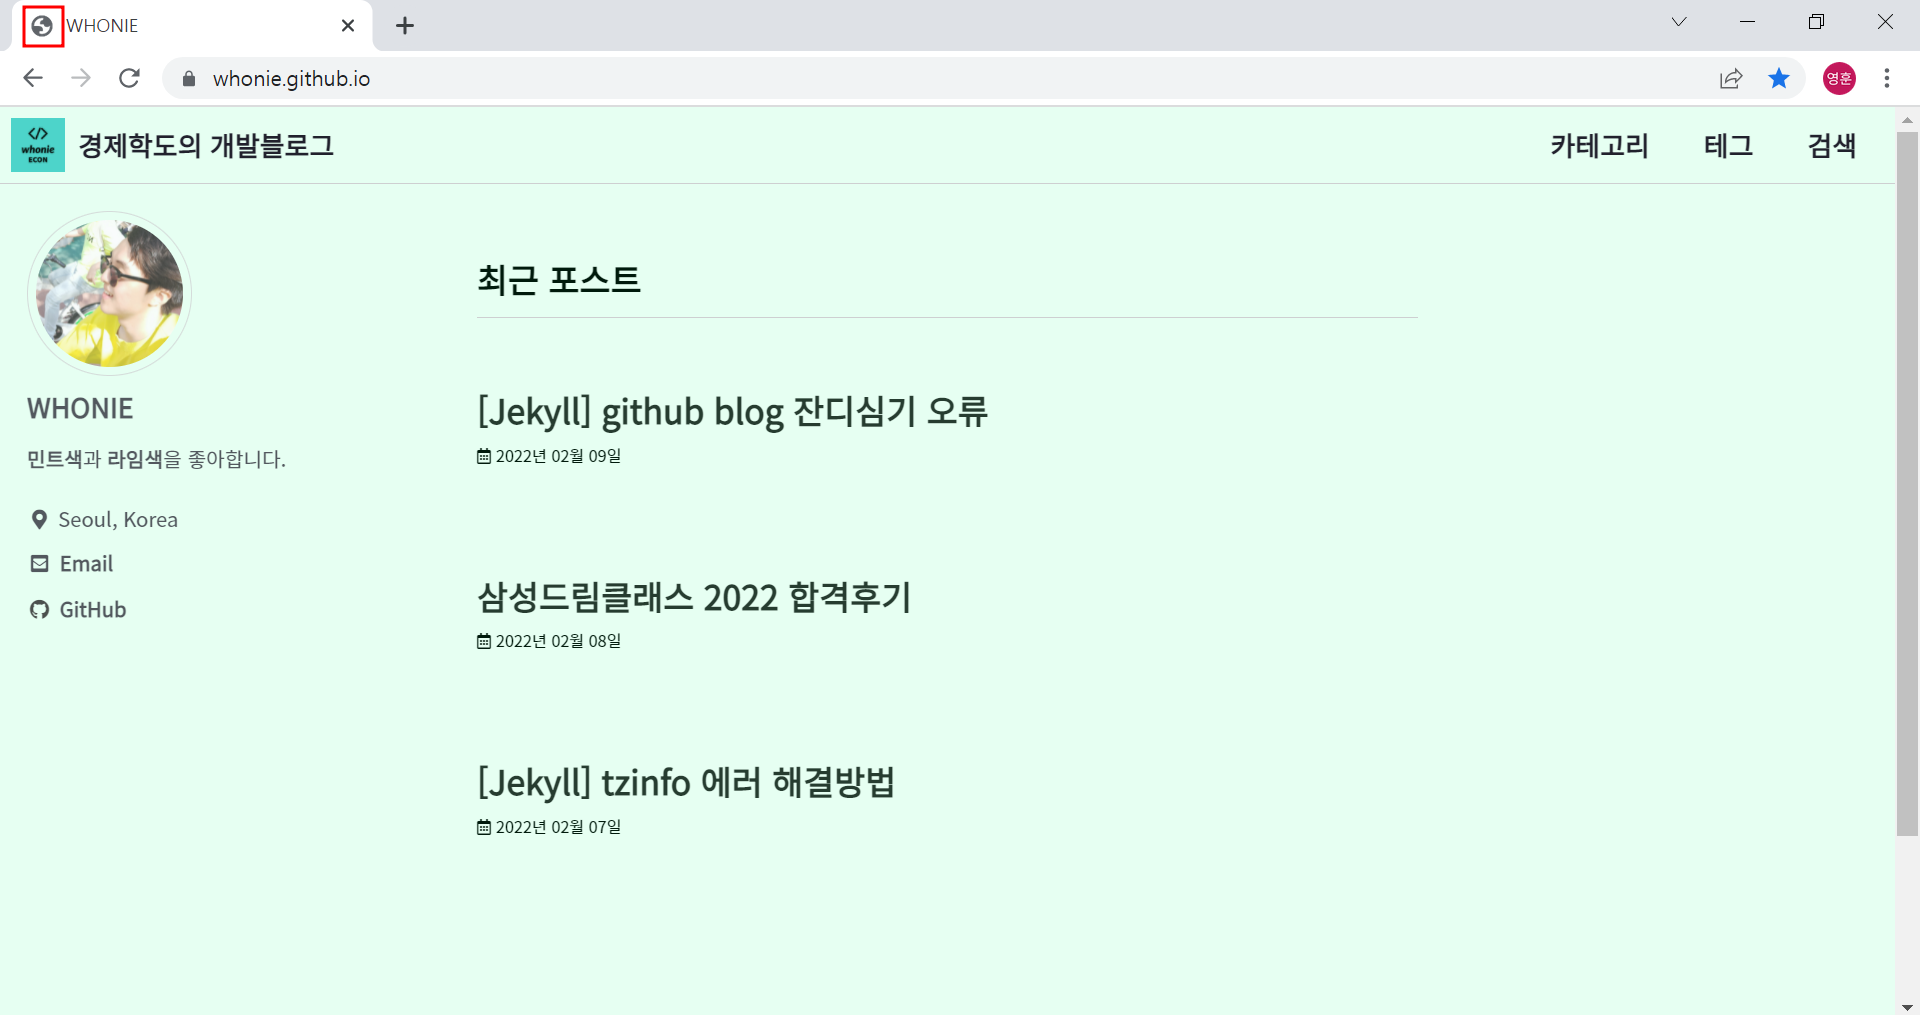 WHONIE
whonie.github.io
영훈
</> 
whonie
ECON
경제학도의 개발블로그
카테고리 테그 검색
WHONIE
민트색과 라임색을 좋아합니다.
Seoul, Korea
Email
GitHub
최근 포스트
[Jekyll] github blog 잔디심기 오류
2022년 02월 09일
삼성드림클래스 2022 합격후기
2022년 02월 08일
[Jekyll] tzinfo 에러 해결방법
2022년 02월 07일